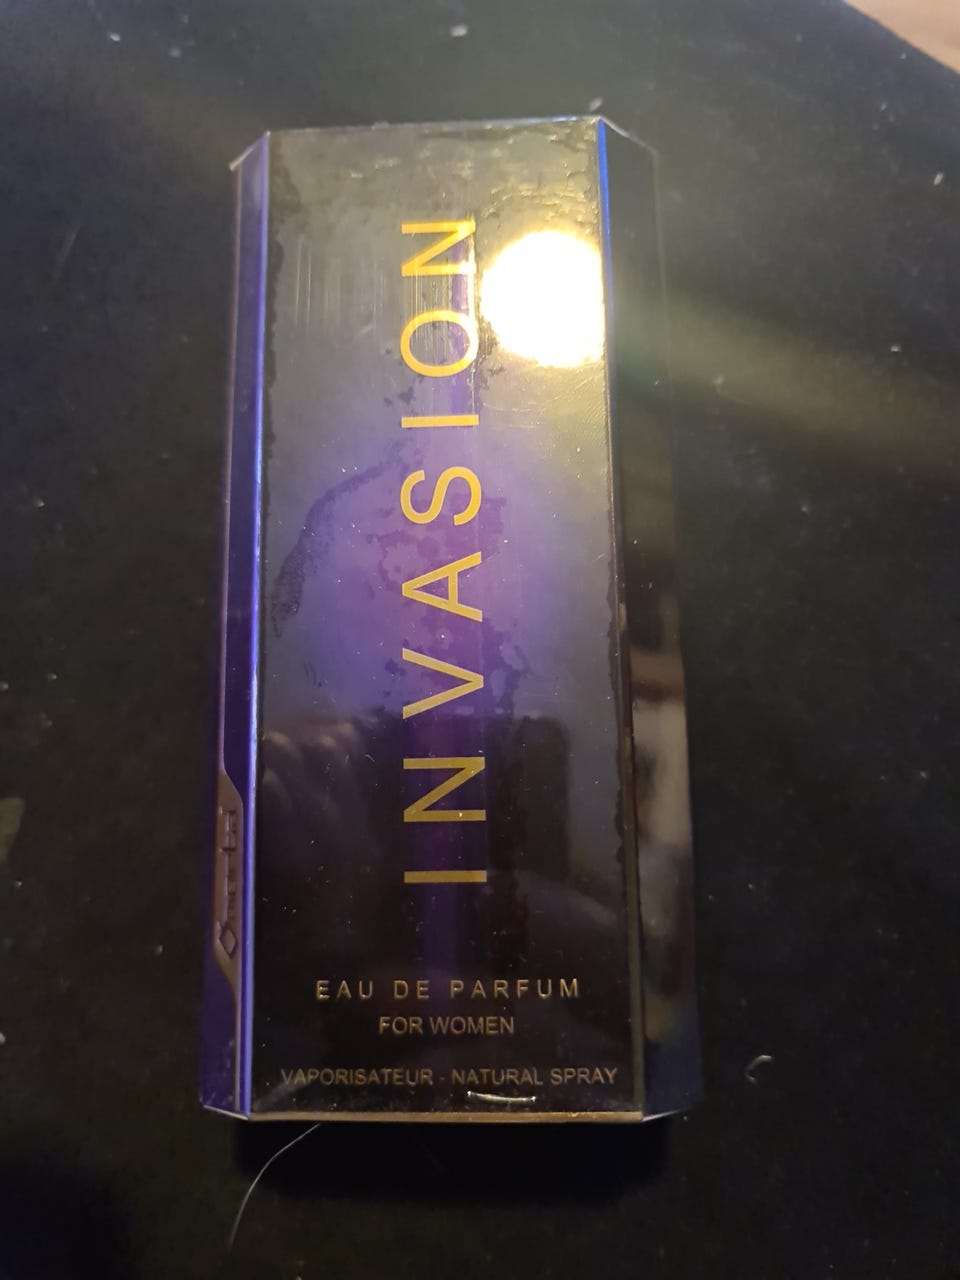 INVASION
EAU DE PARFUM
FOR WOMEN
VAPORISATEUR - NATURAL SPRAY